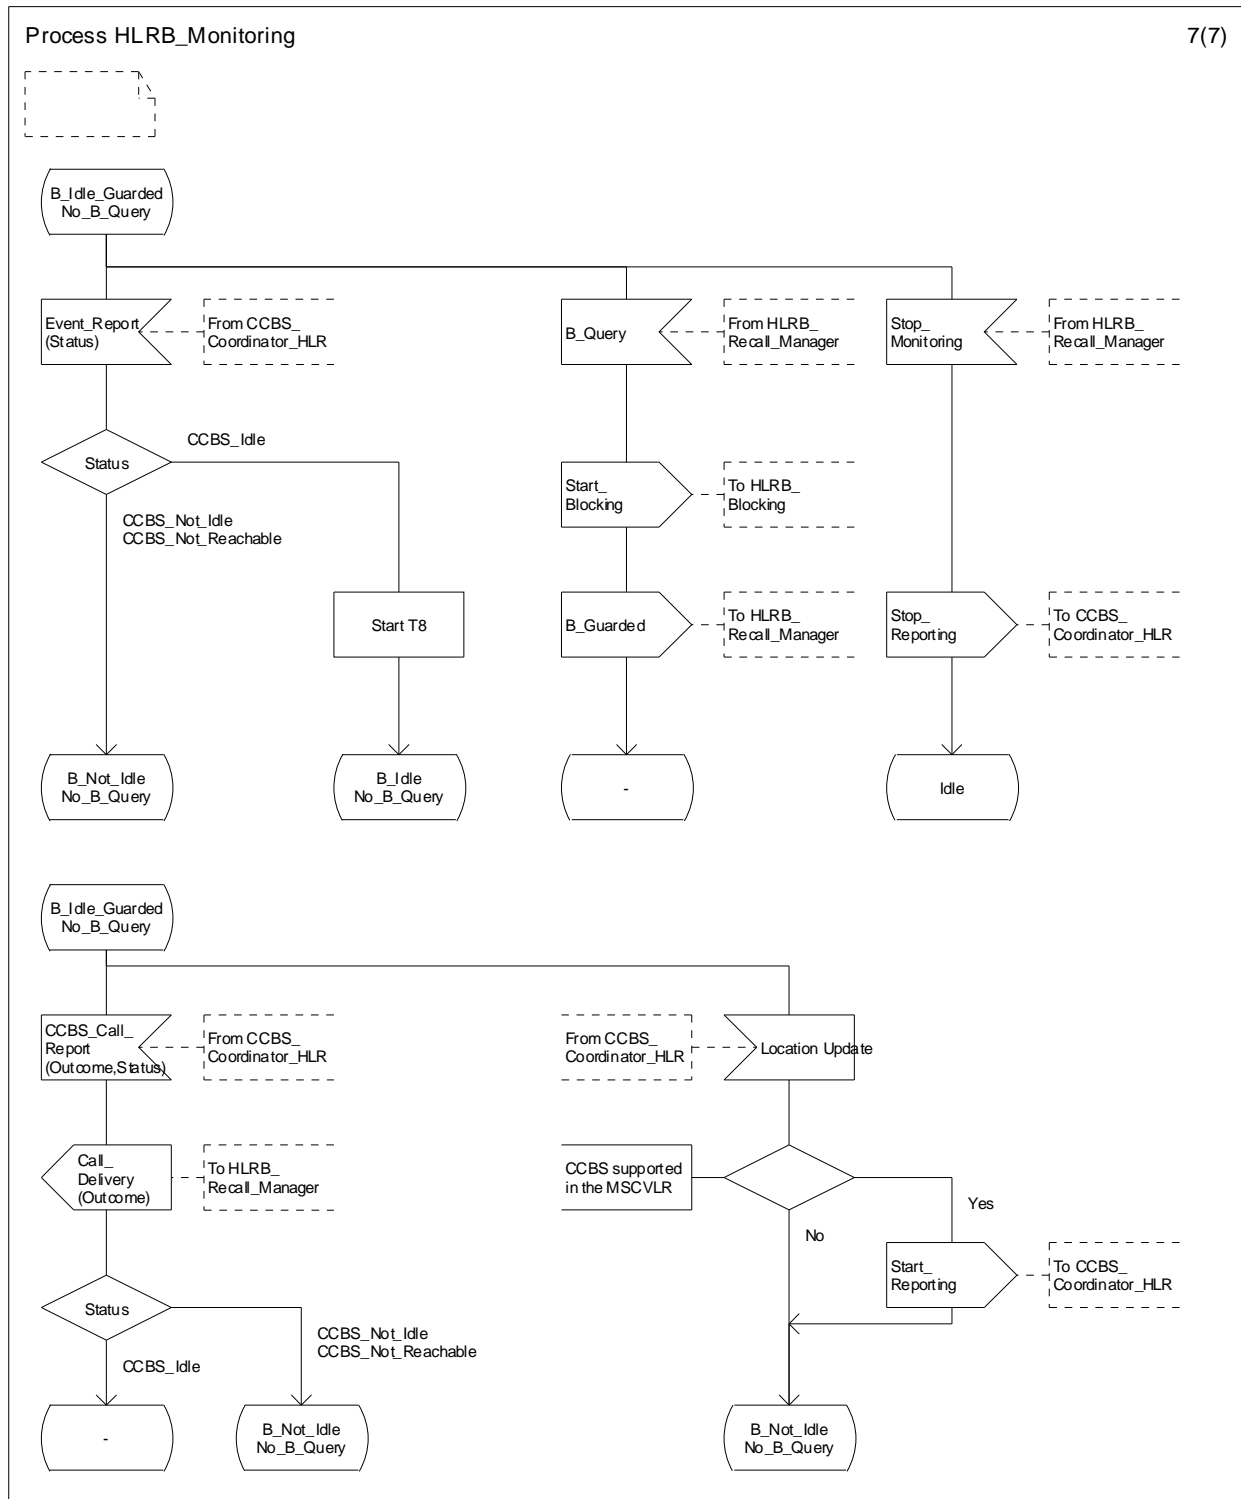 Process HLRB_Monitoring
7(7)
B_Idle_Guarded
No_B_Query
Event_Report
(Status)
From CCBS_
Coordinator_HLR
B_Query
From HLRB_
Recall_Manager
Stop_
Monitoring
From HLRB_
Recall_Manager
Status
CCBS_Idle
CCBS_Not_Idle
CCBS_Not_Reachable
Start_
Blocking
To HLRB_
Blocking
Start T8
B_Guarded
To HLRB_
Recall_Manager
Stop_
Reporting
To CCBS_
Coordinator_HLR
B_Not_Idle
No_B_Query
B_Idle
No_B_Query
-
Idle
B_Idle_Guarded
No_B_Query
CCBS_Call_
Report
(Outcome,Status)
From CCBS_
Coordinator_HLR
From CCBS_
Coordinator_HLR
Location Update
Call_
Delivery
(Outcome)
To HLRB_
Recall_Manager
CCBS supported
in the MSCVLR
Yes
No
Start_
Reporting
To CCBS_
Coordinator_HLR
Status
CCBS_Not_Idle
CCBS_Not_Reachable
CCBS_Idle
-
B_Not_Idle
No_B_Query
B_Not_Idle
No_B_Query